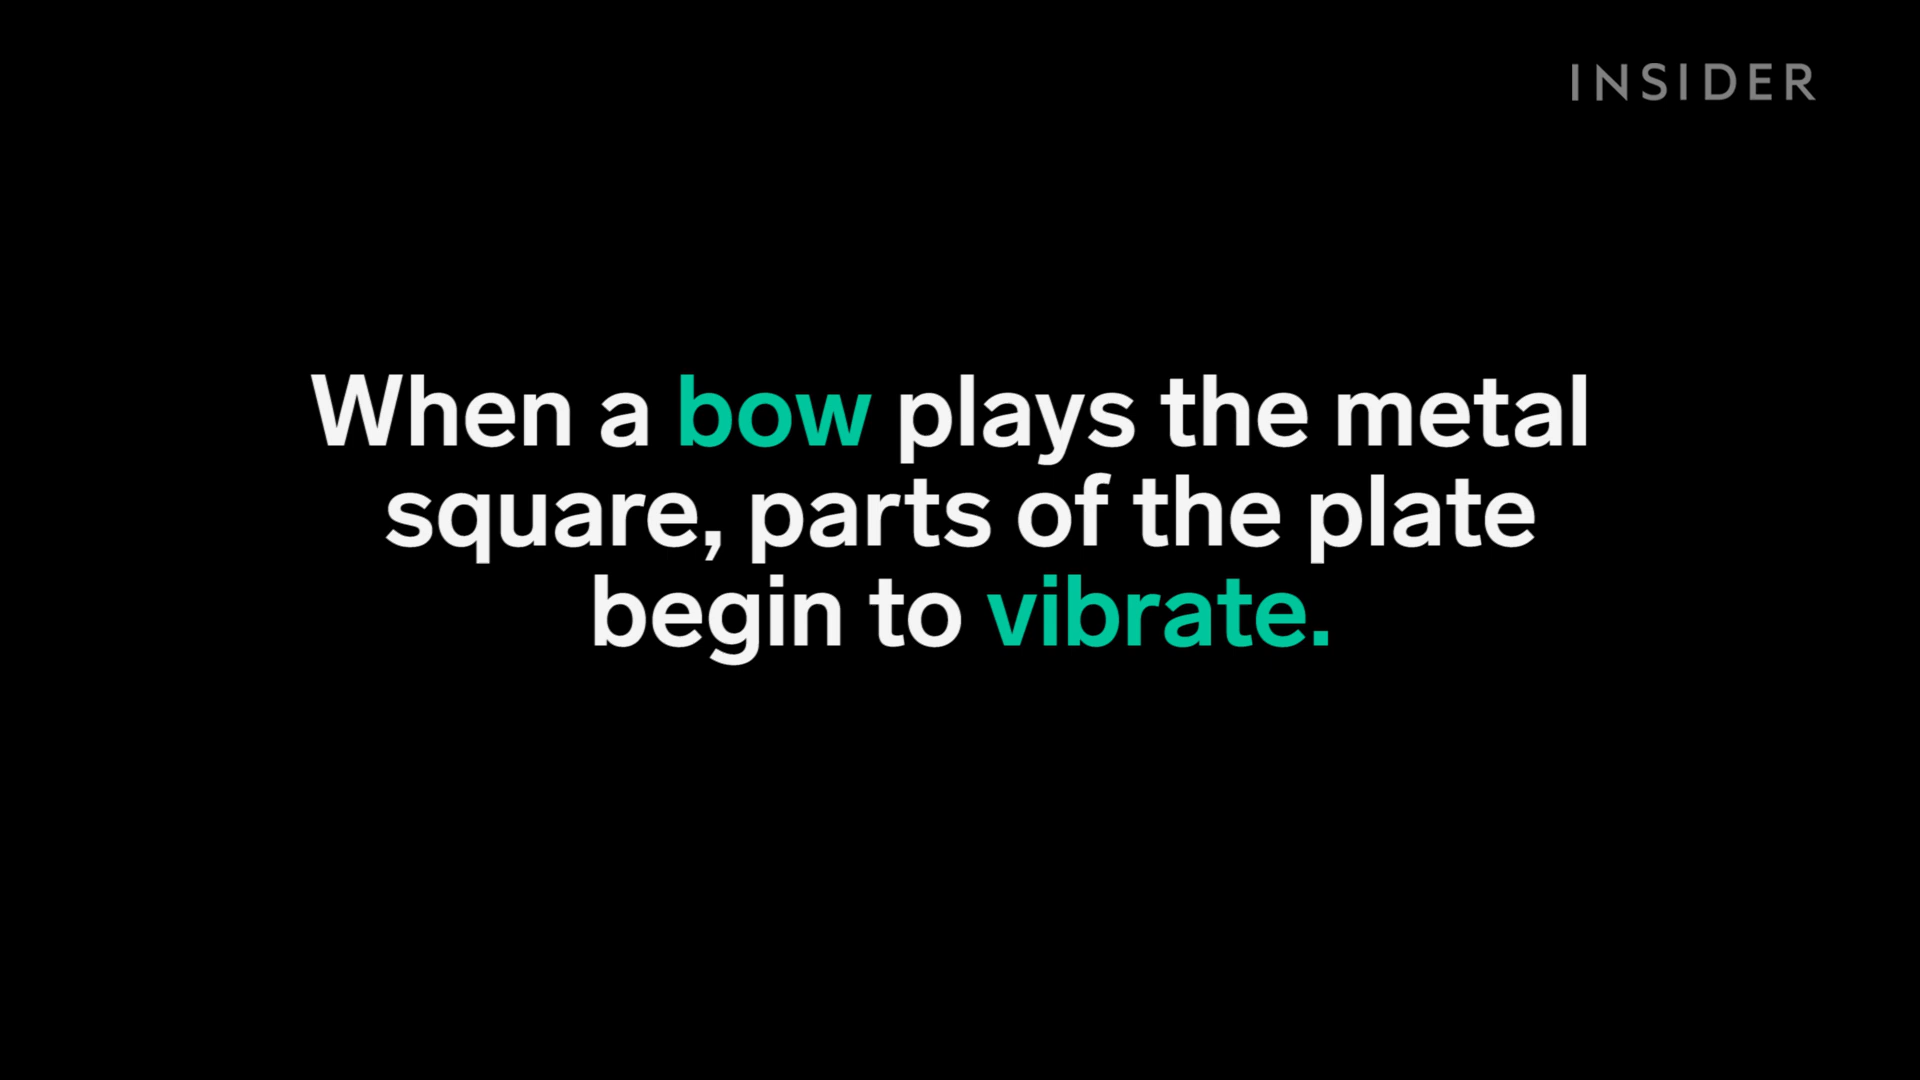 INSIDER
When a bow plays the metal
square, parts of the plate
begin to vibrate.